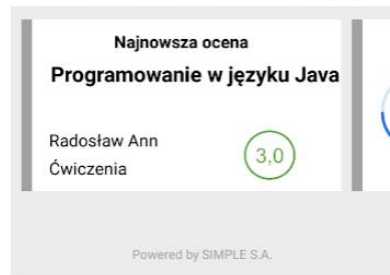 Najnowsza ocena
Programowanie w języku Java
Radosław Ann
3,0
Ćwiczenia
Powered by SIMPLE S.A.